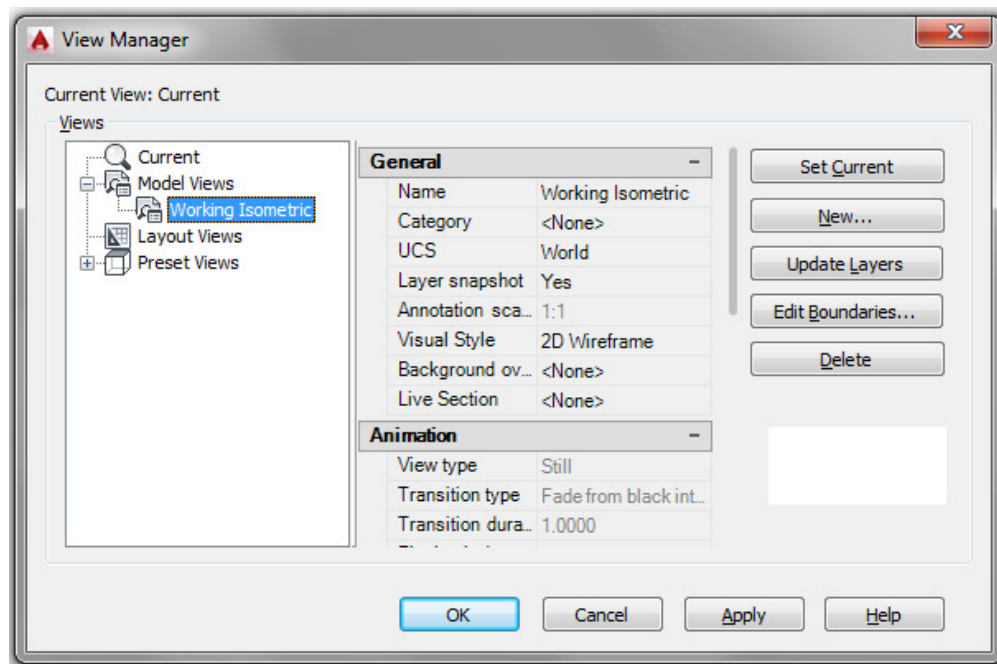 View Manager
Current View: Current
Views
Current
Model Views
Working Isometric
Layout Views
Preset Views
General
Name Working Isometric
Category <None>
UCS World
Layer snapshot Yes
Annotation sca... 1:1
Visual Style 2D Wireframe
Background ov... <None>
Live Section <None>
Animation
View type Still
Transition type Fade from black int...
Transition dura... 1.0000
Set Current
New...
Update Layers
Edit Boundaries...
Delete
OK Cancel Apply Help